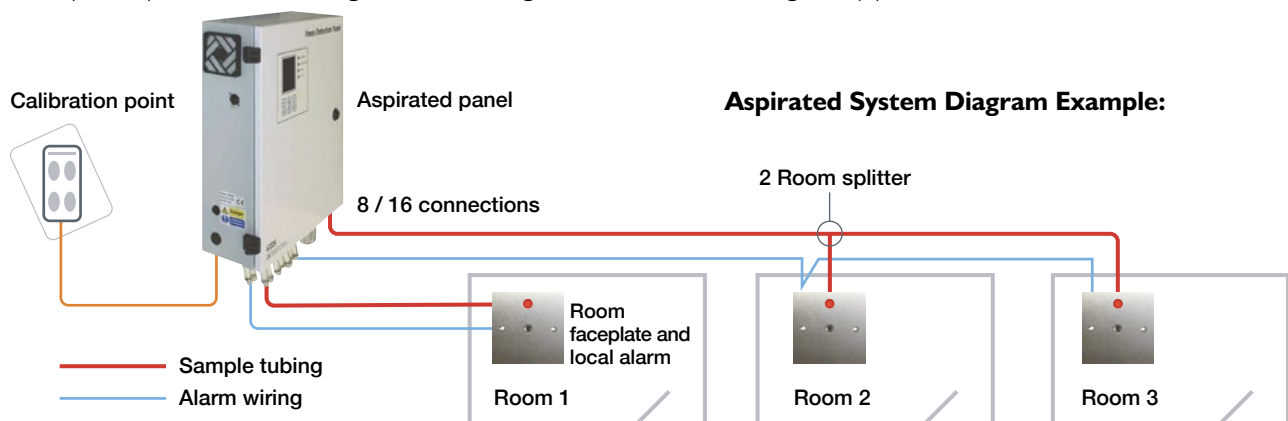 Freon Detection Panel
Calibration point
Aspirated panel
Aspirated System Diagram Example:
2 Room splitter
8 / 16 connections
Room
faceplate and
local alarm
Sample tubing
Alarm wiring
Room 1
Room 2
Room 3